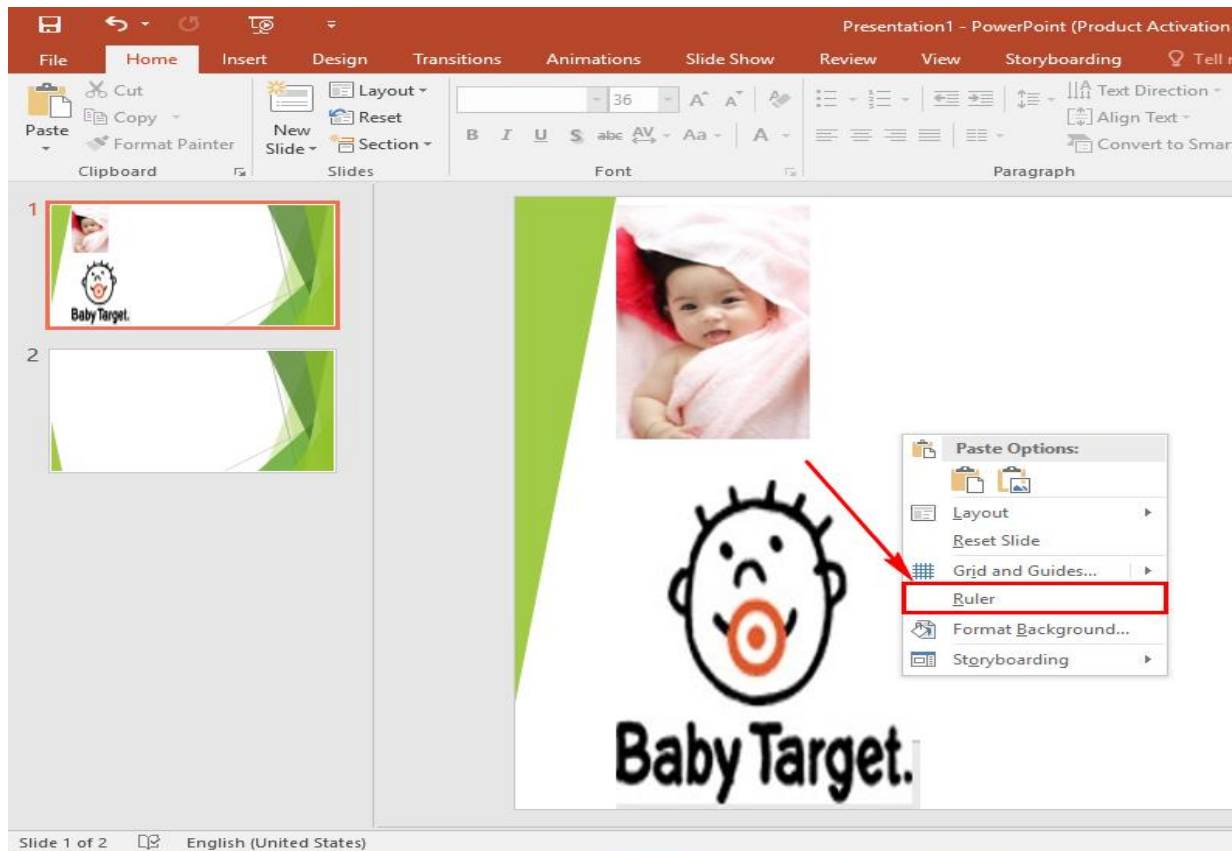 Presentation1 - PowerPoint (Product Activation
File Home Insert Design Transitions Animations Slide Show Review View Storyboarding Tell
Cut Layout 36 Text Direction
Copy Reset Align Text
Paste New Slide B I U S abc AV Aa A
Format Painter Section Convert to Smar
Clipboard Slides Font Paragraph
1
Baby Target.
2
Paste Options:
Layout
Reset Slide
Grid and Guides...
Ruler
Format Background...
Storyboarding
Baby Target.
Slide 1 of 2 English (United States)